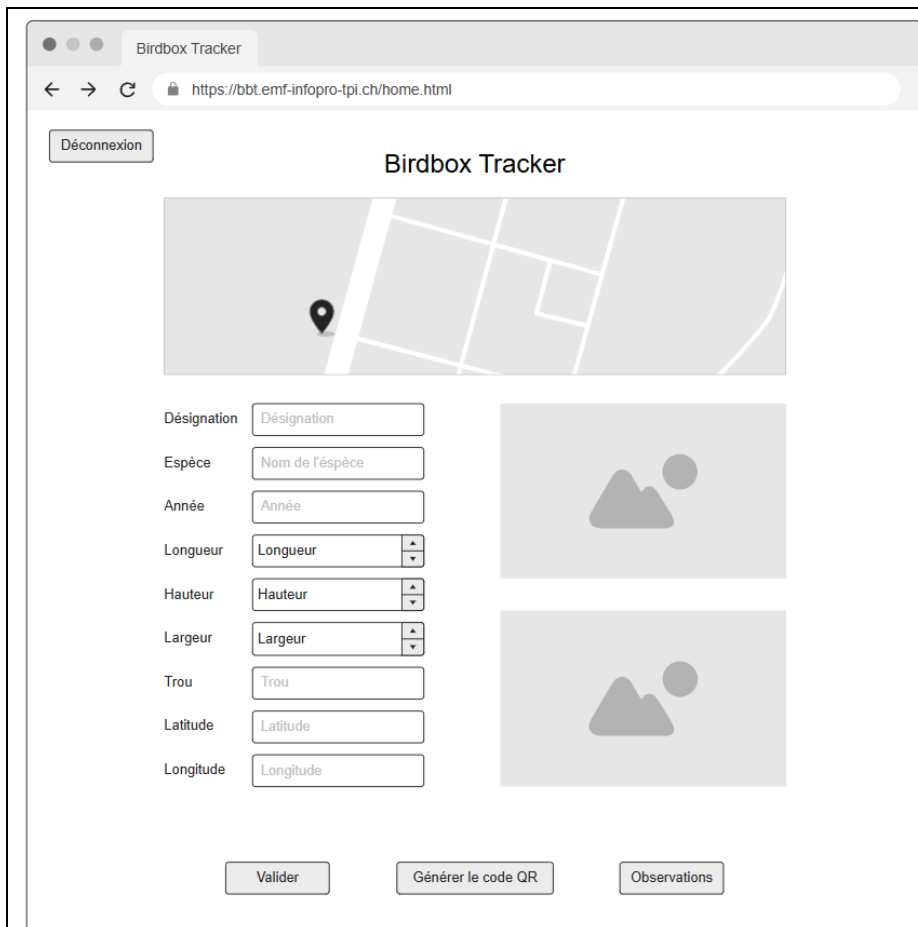 Birdbox Tracker
https://bbt.emf-infopro-tpi.ch/home.html
Déconnexion
Birdbox Tracker
Désignation Désignation
Espèce Nom de l'éspèce
Année Année
Longueur Longueur
Hauteur Hauteur
Largeur Largeur
Trou Trou
Latitude Latitude
Longitude Longitude
Valider Générer le code QR Observations